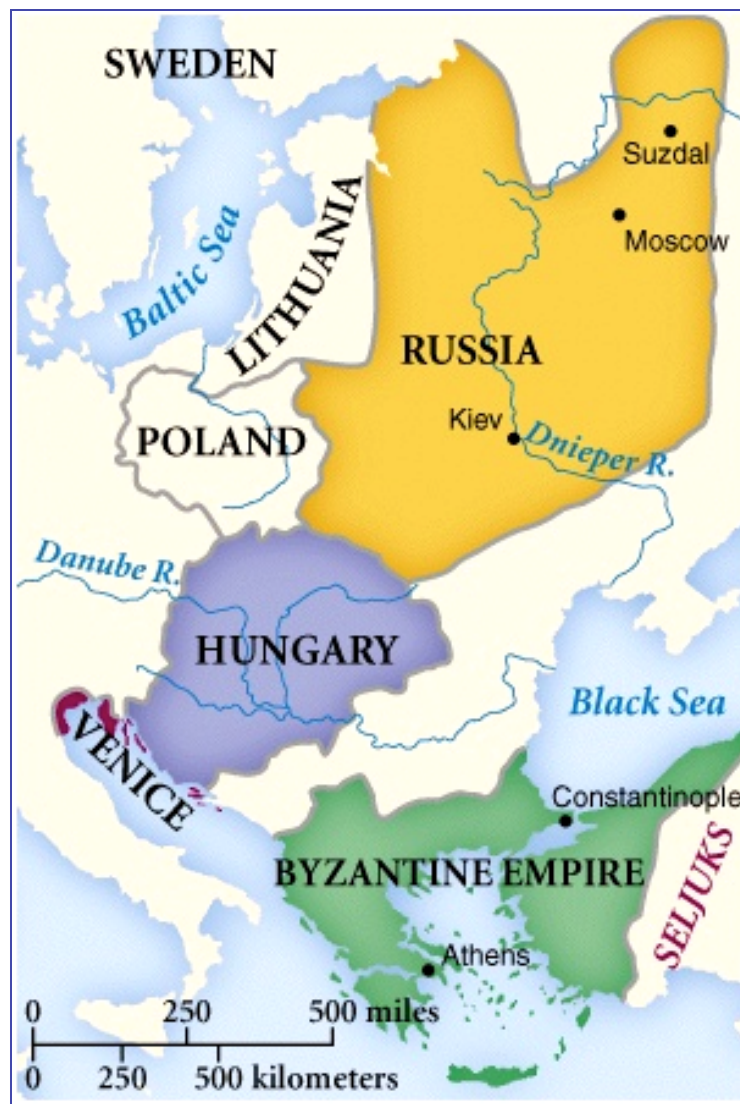 SWEDEN
Suzdal
Moscow
Baltic Sea
LITHUANIA
RUSSIA
POLAND
Kiev
Dnieper R.
Danube R.
HUNGARY
Black Sea
VENICE
Constantinople
BYZANTINE EMPIRE
SELJUKS
Athens
0 250 500 miles
0 250 500 kilometers